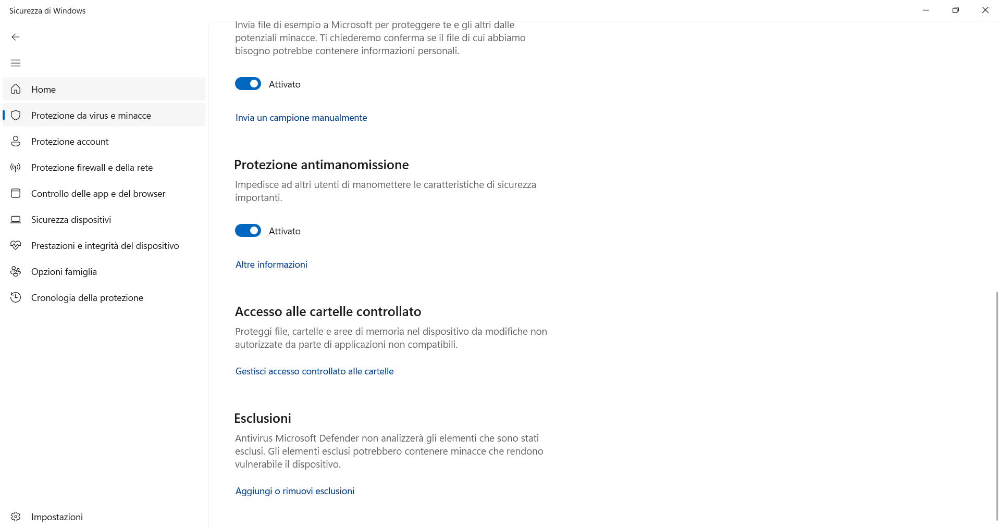 Sicurezza di Windows
Home
Protezione da virus e minacce
Protezione account
Protezione firewall e della rete
Controllo delle app e del browser
Sicurezza dispositivi
Prestazioni e integrità del dispositivo
Opzioni famiglia
Cronologia della protezione
Impostazioni
Invia file di esempio a Microsoft per proteggere te e gli altri dalle
potenziali minacce. Ti chiederemo conferma se il file di cui abbiamo
bisogno potrebbe contenere informazioni personali.
Attivato
Invia un campione manualmente
Protezione antimanomissione
Impedisce ad altri utenti di manomettere le caratteristiche di sicurezza
importanti.
Attivato
Altre informazioni
Accesso alle cartelle controllato
Proteggi file, cartelle e aree di memoria nel dispositivo da modifiche non
autorizzate da parte di applicazioni non compatibili.
Gestisci accesso controllato alle cartelle
Esclusioni
Antivirus Microsoft Defender non analizzerà gli elementi che sono stati
esclusi. Gli elementi esclusi potrebbero contenere minacce che rendono
vulnerabile il dispositivo.
Aggiungi o rimuovi esclusioni